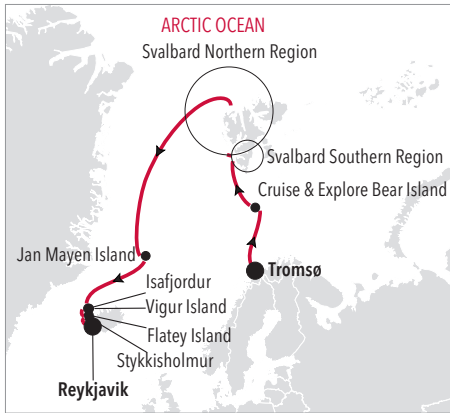 ARCTIC OCEAN
Svalbard Northern Region
Svalbard Southern Region
Cruise & Explore Bear Island
Jan Mayen Island
Tromsø
Isafjordur
Vigur Island
Flatey Island
Stykkisholmur
Reykjavik